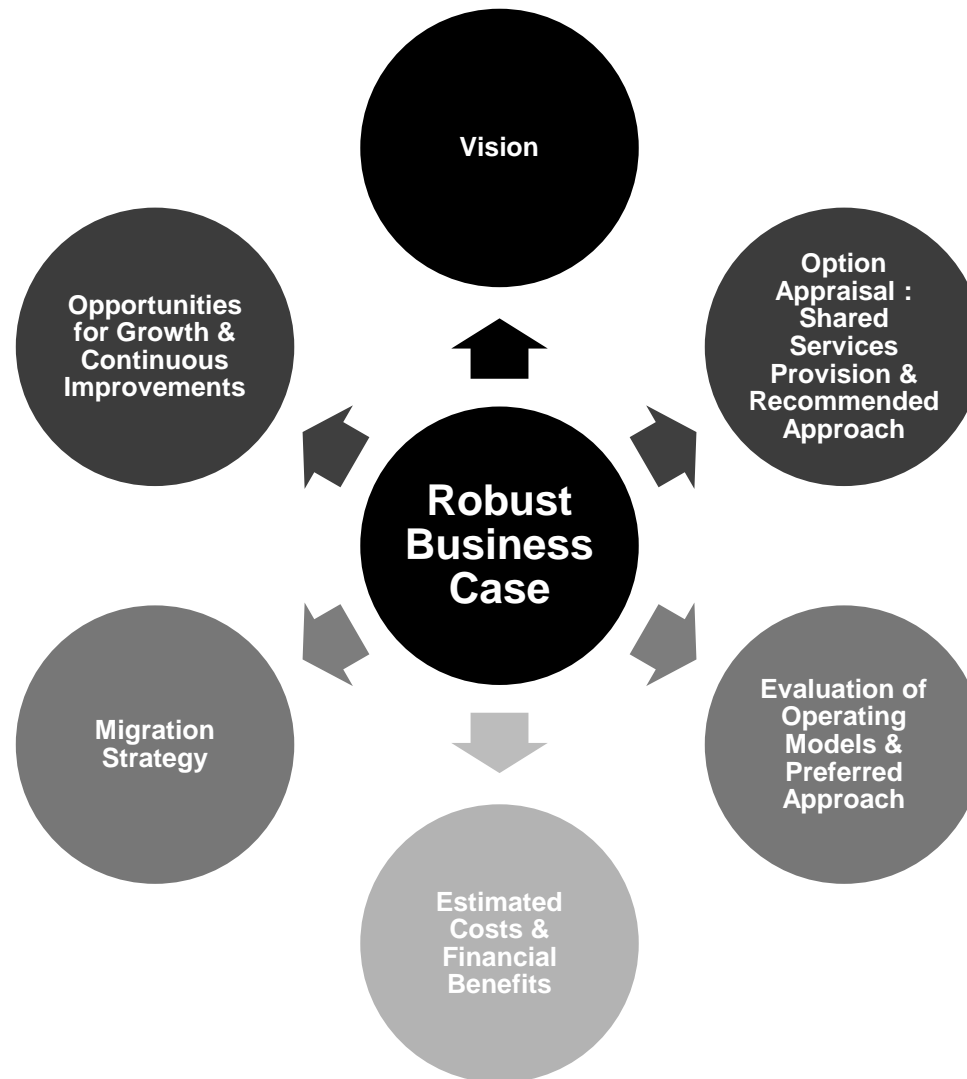 Vision
Option
Appraisal :
Shared
Services
Provision &
Recommended
Approach
Opportunities
for Growth &
Continuous
Improvements
Robust
Business
Case
Evaluation of
Operating
Models &
Preferred
Approach
Migration
Strategy
Estimated
Costs &
Financial
Benefits